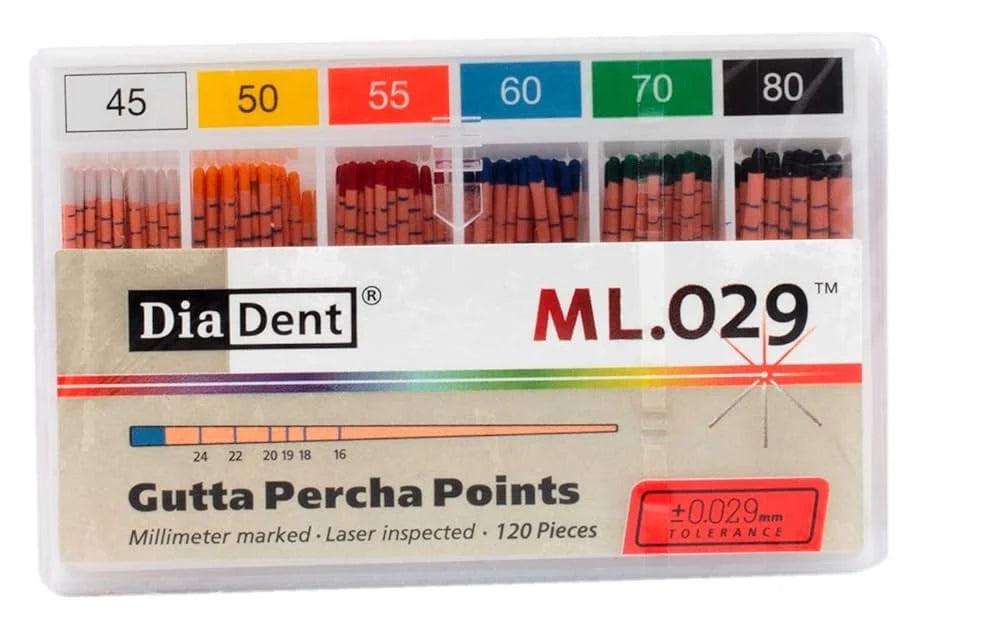 45 50 55 60 70 80
DiaDent®
ML.029™
24 22 20 19 18 16
Gutta Percha Points
Millimeter marked · Laser inspected · 120 Pieces
±0.029mm
TOLERANCE